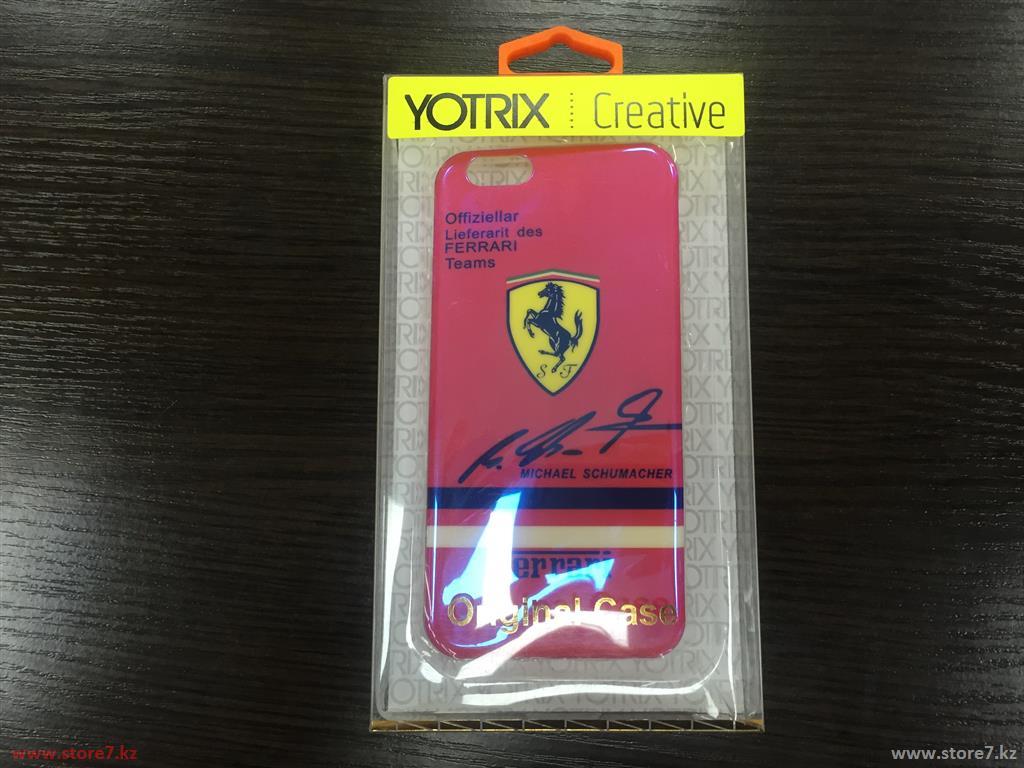 YOTRIX Creative
Offiziellar
Lieferarit des
FERRARI
Teams
S F
MICHAEL SCHUMACHER
Ferrari
Original Case
www.store7.kz
www.store7.kz